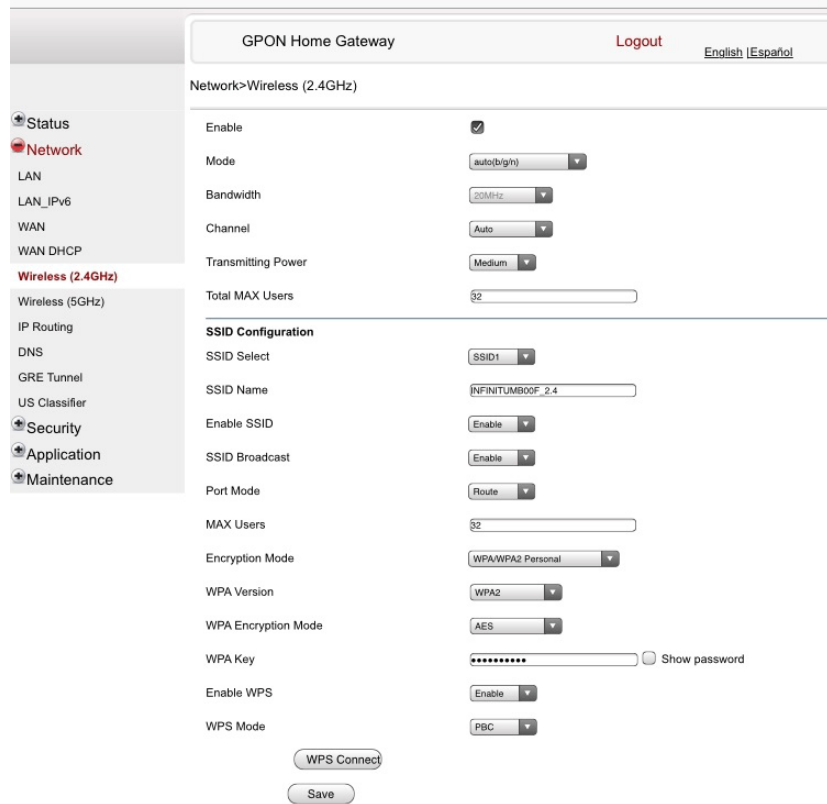 GPON Home Gateway
Logout
English |Español
Network>Wireless (2.4GHz)
Status
Network
LAN
LAN_IPv6
WAN
WAN DHCP
Wireless (2.4GHz)
Wireless (5GHz)
IP Routing
DNS
GRE Tunnel
US Classifier
Security
Application
Maintenance
Enable
Mode auto(b/g/n)
Bandwidth 20MHz
Channel Auto
Transmitting Power Medium
Total MAX Users 32
SSID Configuration
SSID Select SSID1
SSID Name INFINITUMB00F_2.4
Enable SSID Enable
SSID Broadcast Enable
Port Mode Route
MAX Users 32
Encryption Mode WPA/WPA2 Personal
WPA Version WPA2
WPA Encryption Mode AES
WPA Key •••••••••• Show password
Enable WPS Enable
WPS Mode PBC
WPS Connect
Save